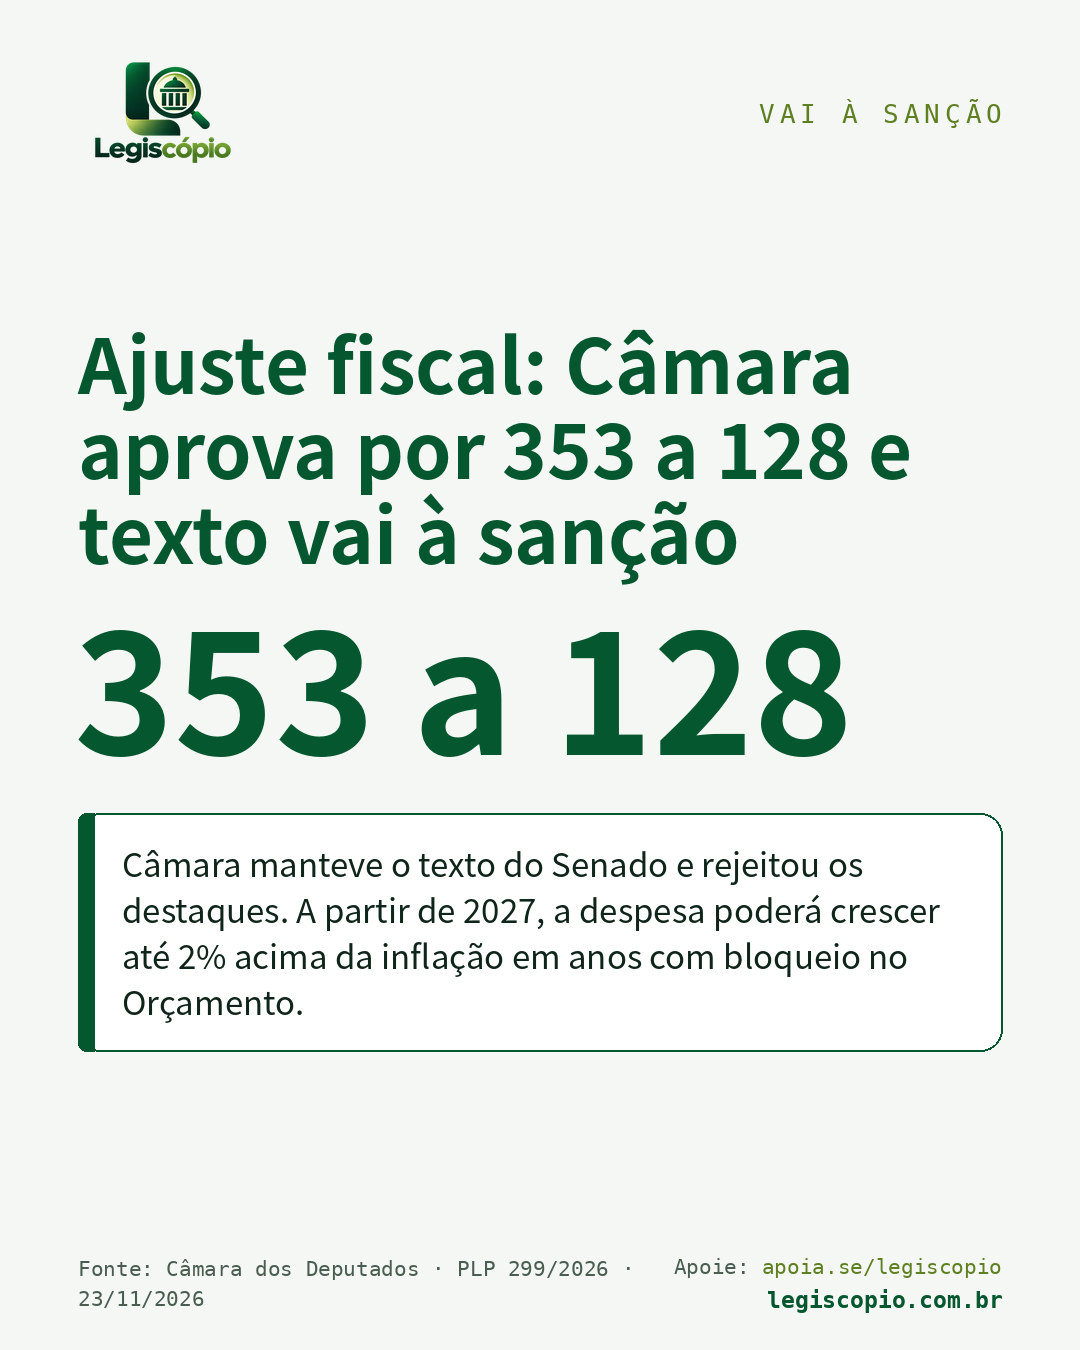 Legiscópio
VAI À SANÇÃO
Ajuste fiscal: Câmara
aprova por 353 a 128 e
texto vai à sanção
353 a 128
Câmara manteve o texto do Senado e rejeitou os
destaques. A partir de 2027, a despesa poderá crescer
até 2% acima da inflação em anos com bloqueio no
Orçamento.
Fonte: Câmara dos Deputados · PLP 299/2026 ·
23/11/2026
Apoie: apoia.se/legiscopio
legiscopio.com.br